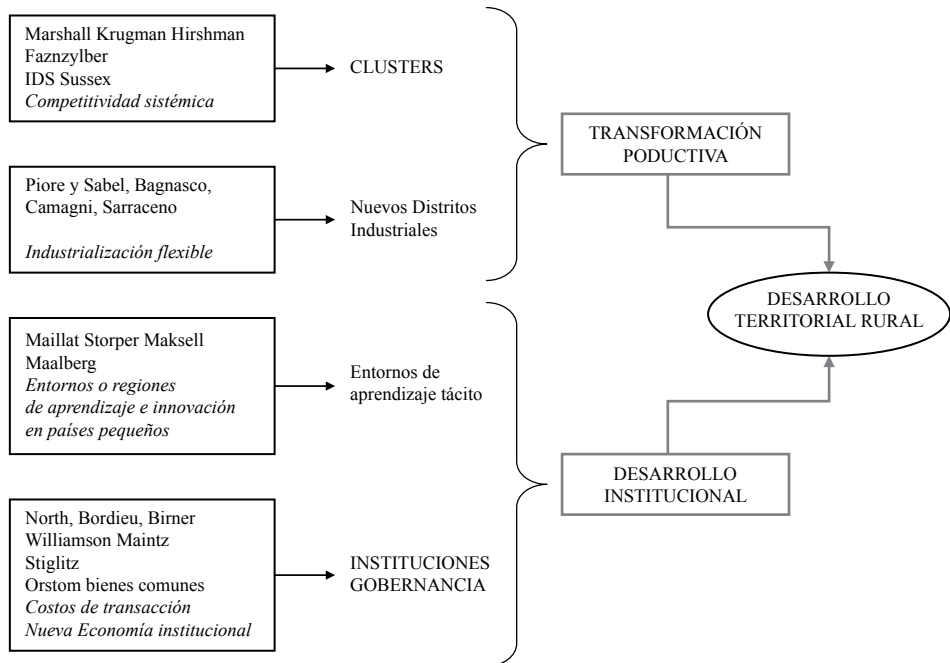 Marshall Krugman Hirshman
Faznzylber
IDS Sussex
Competitividad sistémica
CLUSTERS
Piore y Sabel, Bagnasco,
Camagni, Sarraceno
Industrialización flexible
Nuevos Distritos
Industriales
TRANSFORMACIÓN
PODUCTIVA
Maillat Storper Maksell
Maalberg
Entornos o regiones
de aprendizaje e innovación
en países pequeños
Entornos de
aprendizaje tácito
North, Bordieu, Birner
Williamson Maintz
Stiglitz
Orstom bienes comunes
Costos de transacción
Nueva Economía institucional
INSTITUCIONES
GOBERNANCIA
DESARROLLO
INSTITUCIONAL
DESARROLLO
TERRITORIAL RURAL